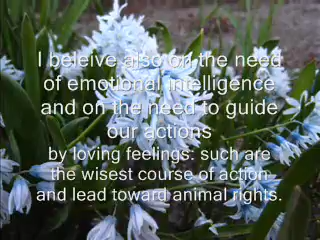 I beleive also on the need
of emotional intelligence
and on the need to guide
our actions
by loving feelings: such are
the wisest course of action
and lead toward animal rights.